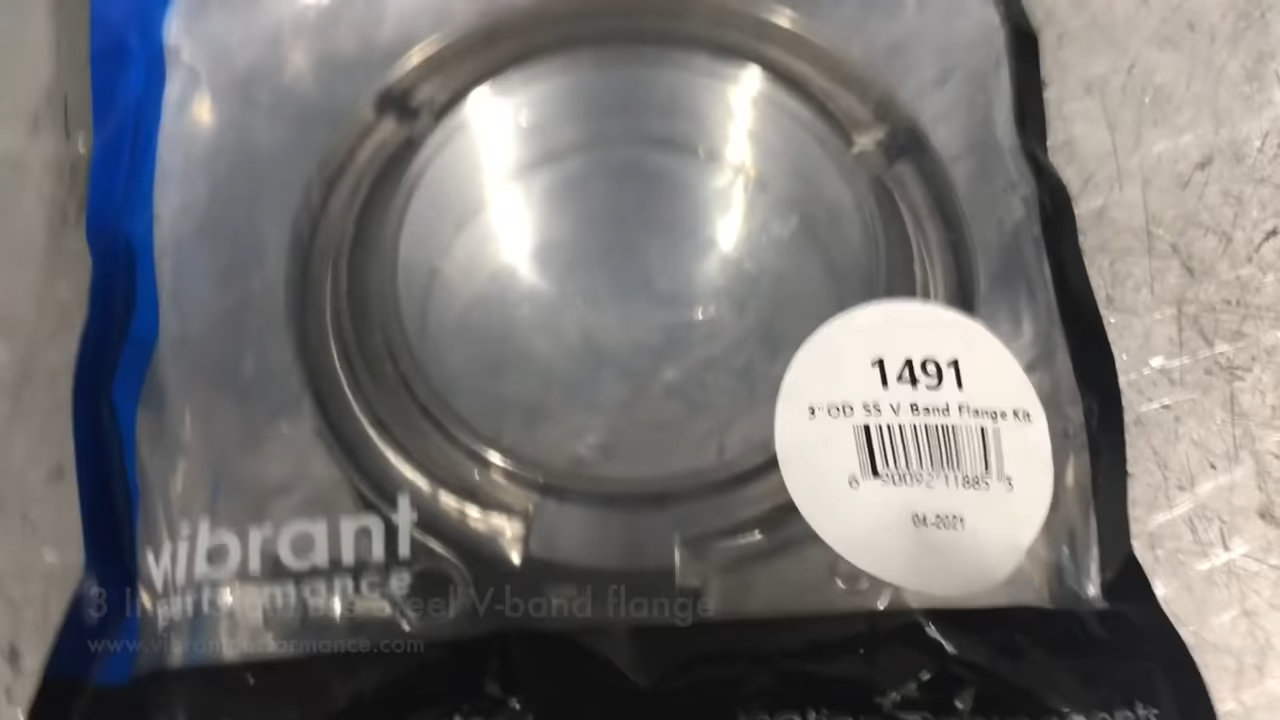 1491
3" OD SS V-Band Flange Kit
6 90092 11885 3
04-2021
vibrant
performance
3 Steel V-band flange
www.vibrantperformance.com